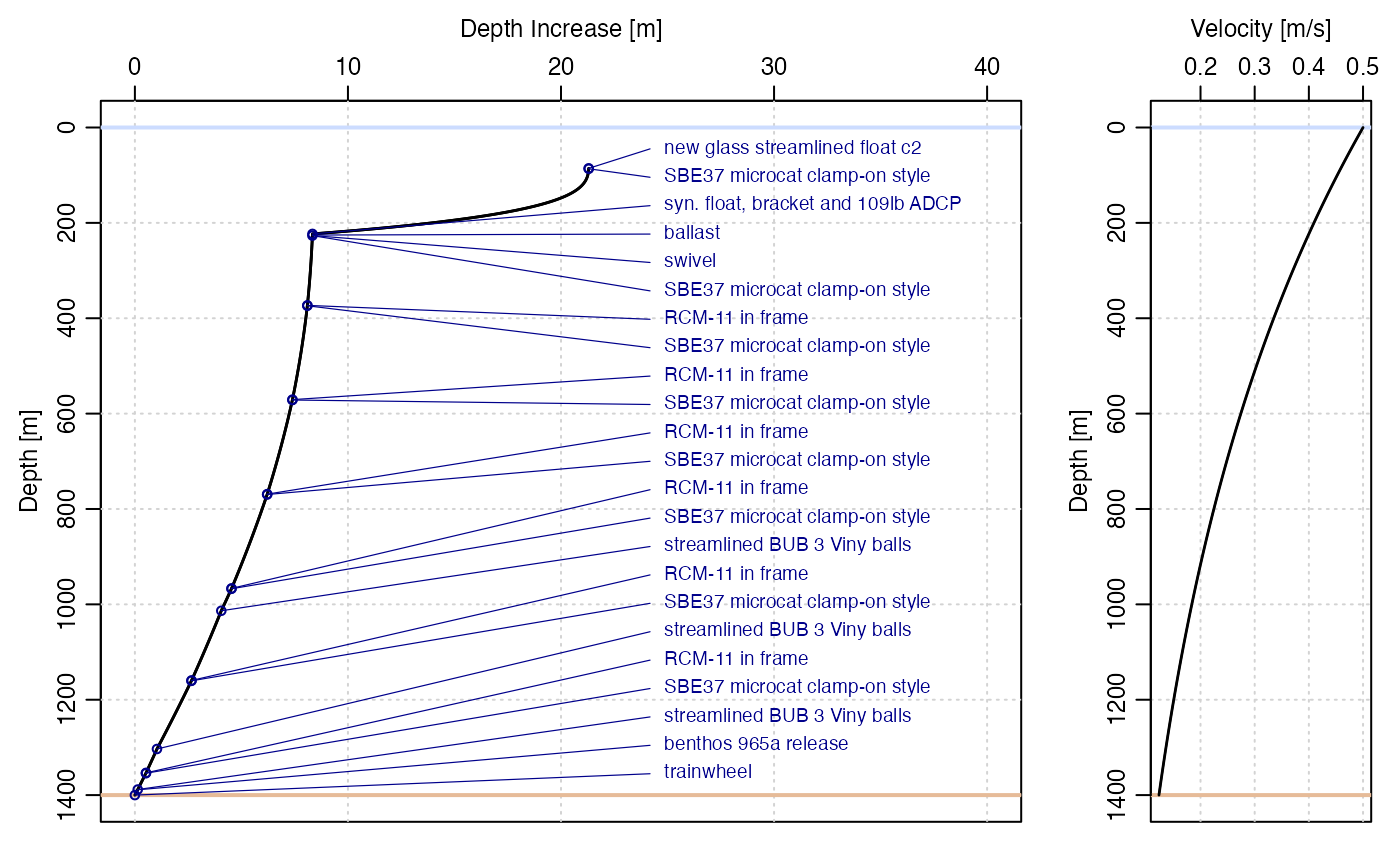 Depth Increase [m]
0 10 20 30 40
Depth [m]
0
200
400
600
800
1000
1200
1400
new glass streamlined float c2
SBE37 microcat clamp-on style
syn. float, bracket and 109lb ADCP
ballast
swivel
SBE37 microcat clamp-on style
RCM-11 in frame
SBE37 microcat clamp-on style
RCM-11 in frame
SBE37 microcat clamp-on style
RCM-11 in frame
SBE37 microcat clamp-on style
RCM-11 in frame
SBE37 microcat clamp-on style
streamlined BUB 3 Viny balls
RCM-11 in frame
SBE37 microcat clamp-on style
streamlined BUB 3 Viny balls
RCM-11 in frame
SBE37 microcat clamp-on style
streamlined BUB 3 Viny balls
benthos 965a release
trainwheel
Velocity [m/s]
0.2 0.3 0.4 0.5
Depth [m]
0
200
400
600
800
1000
1200
1400